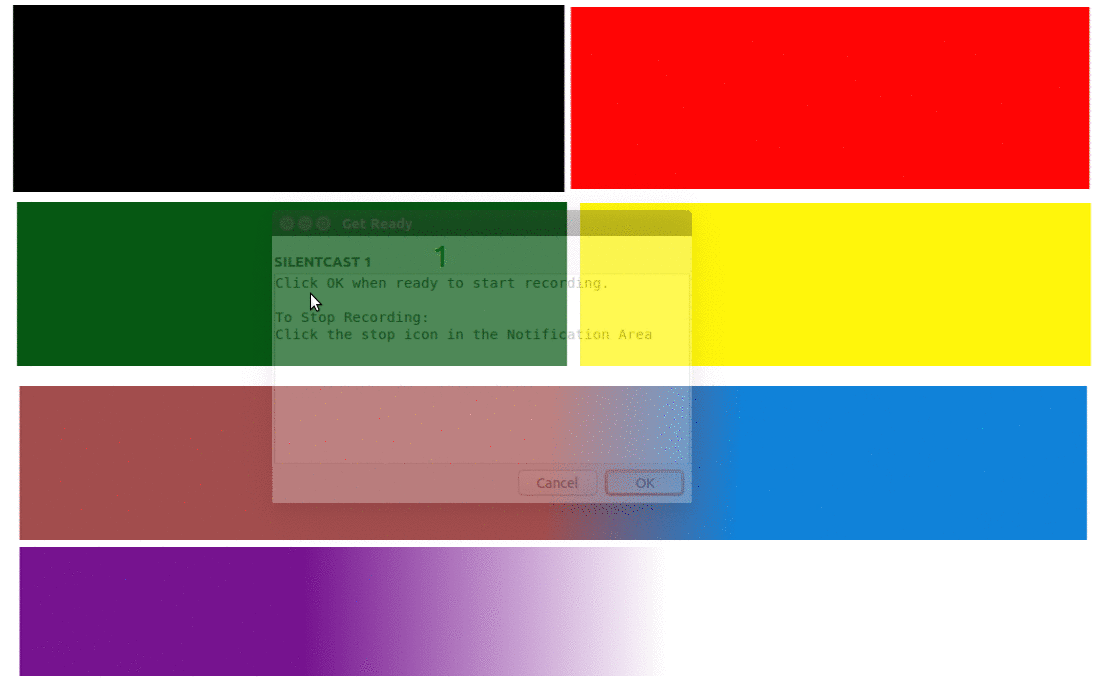 Get Ready
SILENTCAST 1
1
Click OK when ready to start recording.
To Stop Recording:
Click the stop icon in the Notification Area
Cancel
OK